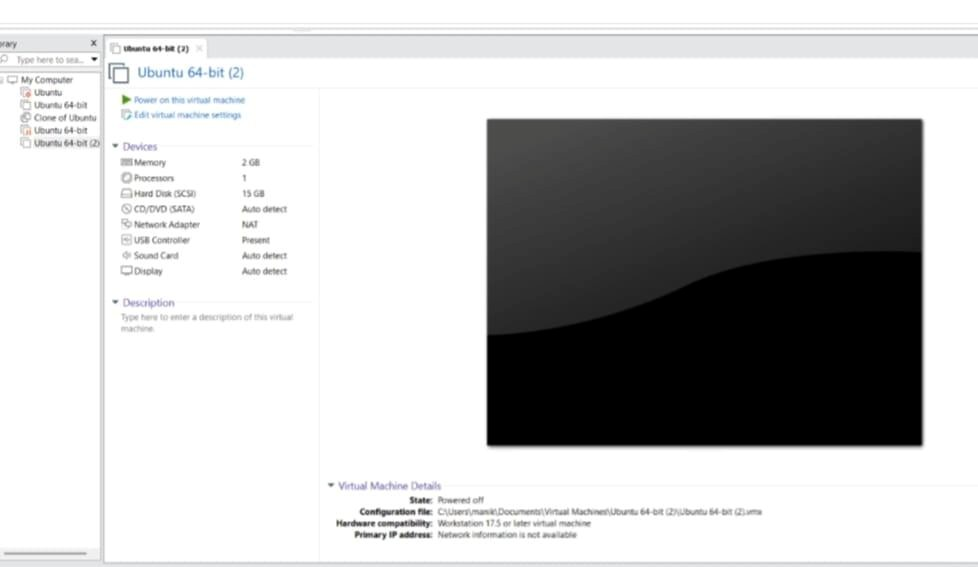 Ubuntu 64-bit (2)
rary
Type here to sea...
My Computer
Ubuntu
Ubuntu 64-bit
Clone of Ubuntu
Ubuntu 64-bit
Ubuntu 64-bit (2)
Ubuntu 64-bit (2)
Power on this virtual machine
Edit virtual machine settings
Devices
Memory 2 GB
Processors 1
Hard Disk (SCSI) 15 GB
CD/DVD (SATA) Auto detect
Network Adapter NAT
USB Controller Present
Sound Card Auto detect
Display Auto detect
Description
Type here to enter a description of this virtual
machine.
Virtual Machine Details
State: Powered off
Configuration file: C:\Users\manik\Documents\Virtual Machines\Ubuntu 64-bit (2)\Ubuntu 64-bit (2).vmx
Hardware compatibility: Workstation 17.5 or later virtual machine
Primary IP address: Network information is not available